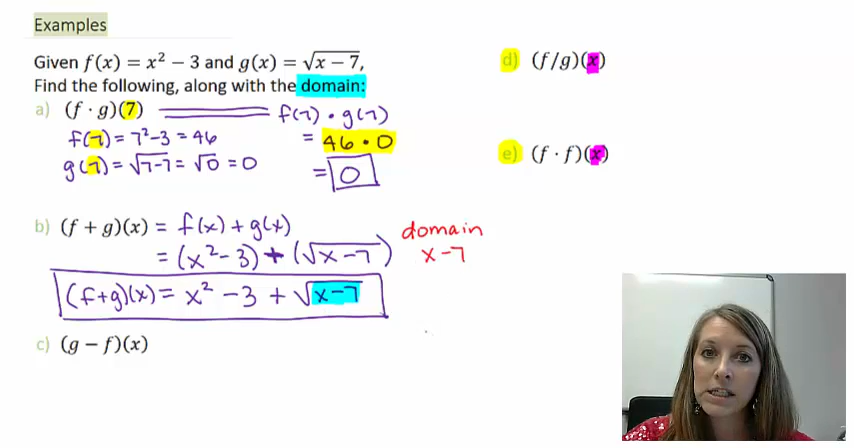 Examples
Given f(x) = x² − 3 and g(x) = √(x − 7),
Find the following, along with the domain:
a) (f · g)(7) = f(7) · g(7)
f(7) = 7² − 3 = 46
= 46 · 0
g(7) = √(7−7) = √0 = 0
= 0
b) (f + g)(x) = f(x) + g(x)
= (x² − 3) + (√(x − 7))
(f+g)(x) = x² − 3 + √(x−7)
domain
x − 7
c) (g − f)(x)
d) (f/g)(x)
e) (f · f)(x)